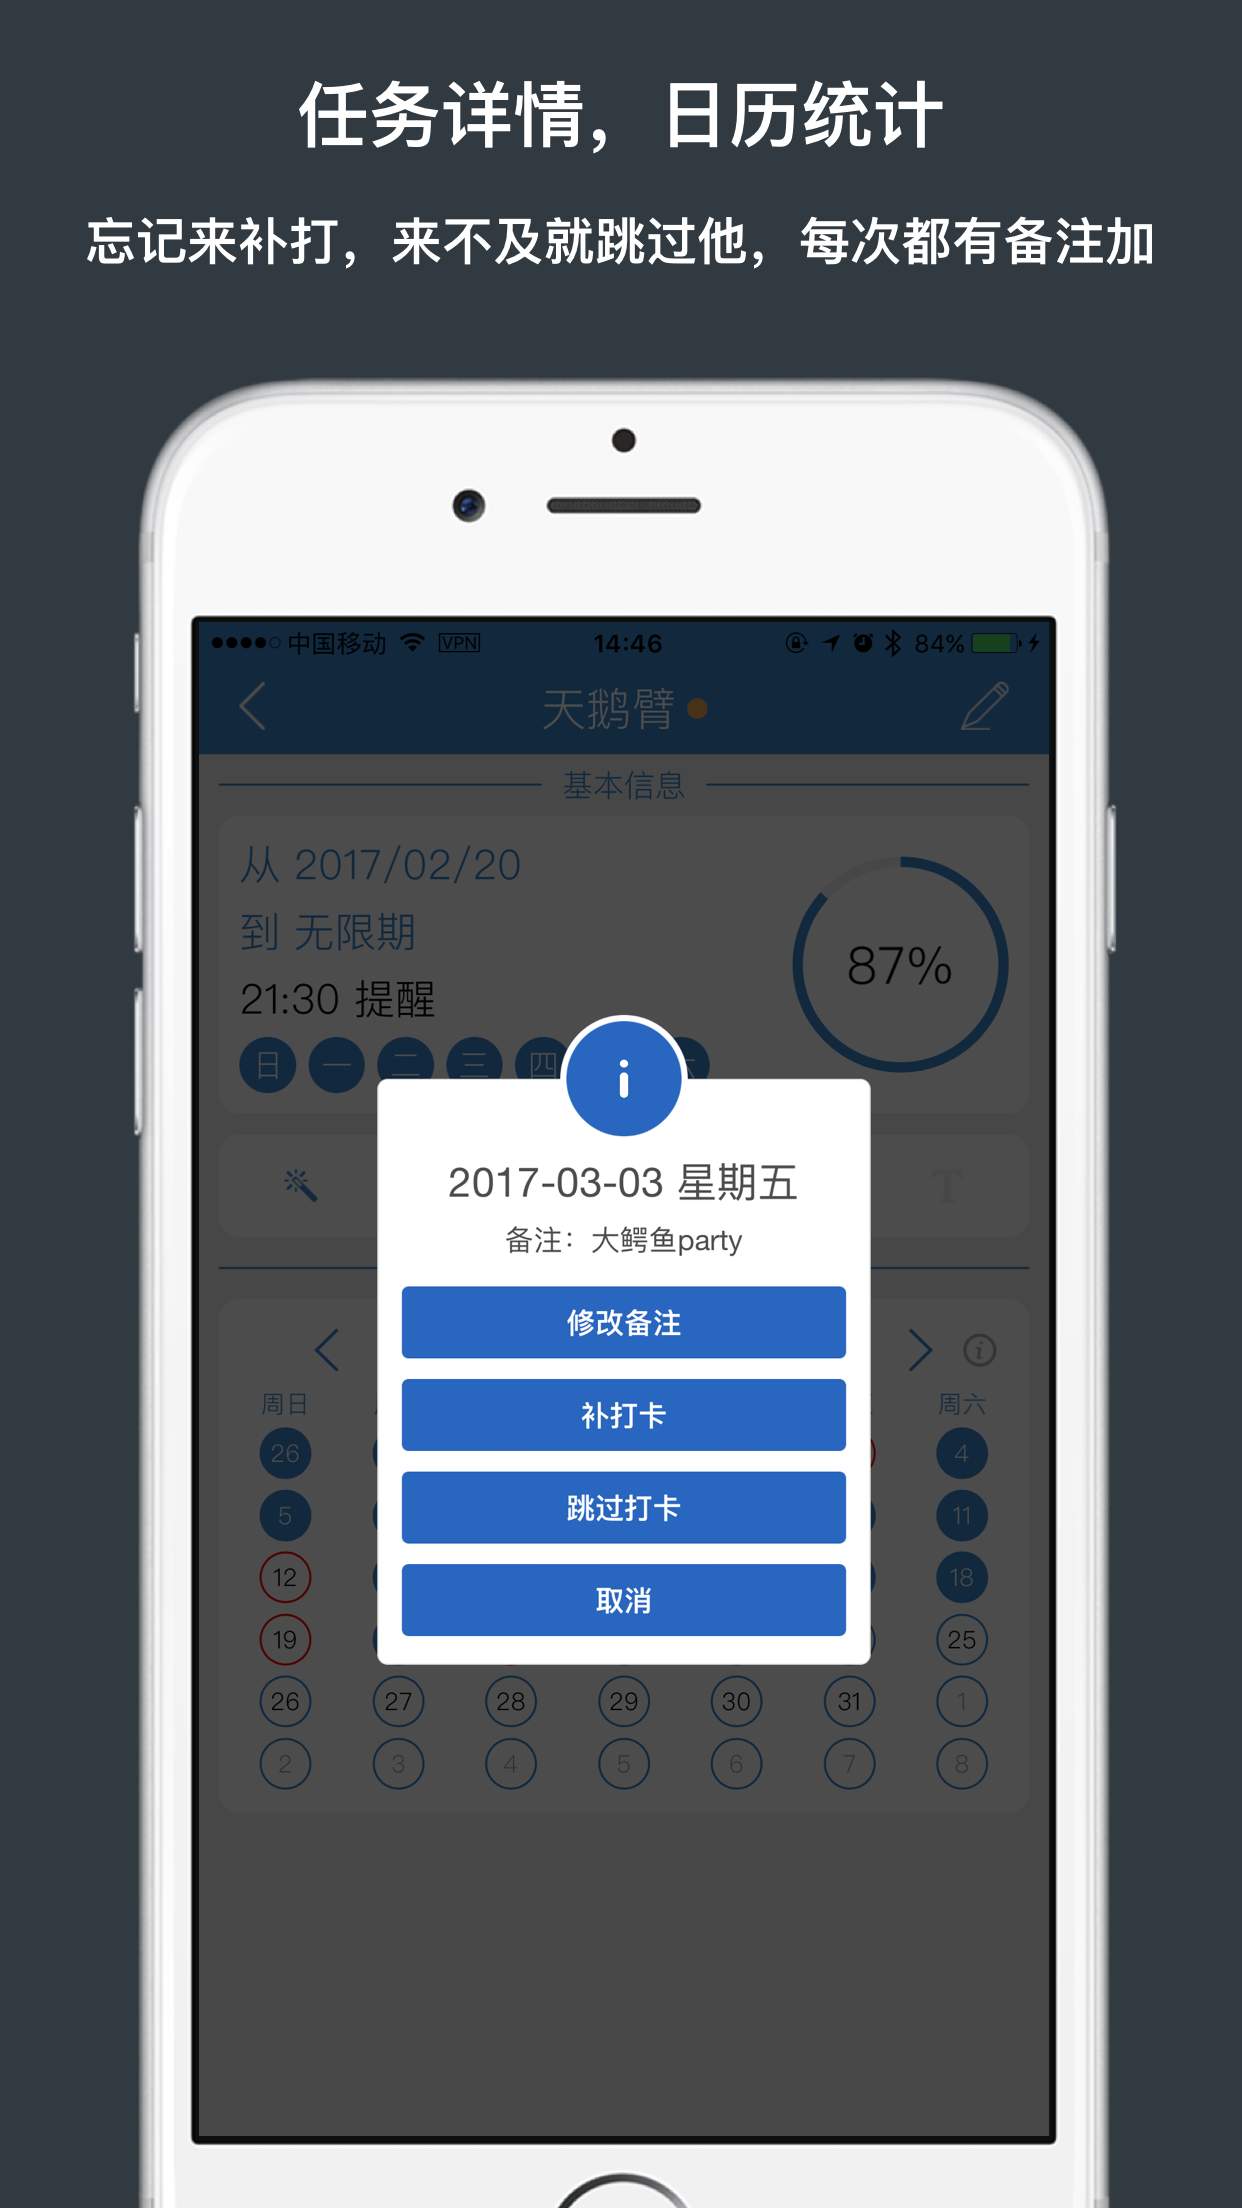 任务详情，日历统计
忘记来补打，来不及就跳过他，每次都有备注加
中国移动 VPN 14:46 84%
天鹅臂
基本信息
从 2017/02/20
到 无限期
21:30 提醒
87%
日 一 二 三 四
T
2017-03-03 星期五
备注：大鳄鱼party
修改备注
补打卡
跳过打卡
取消
周日 周六
26 4
5 11
12 18
19 25
26 27 28 29 30 31 1
2 3 4 5 6 7 8